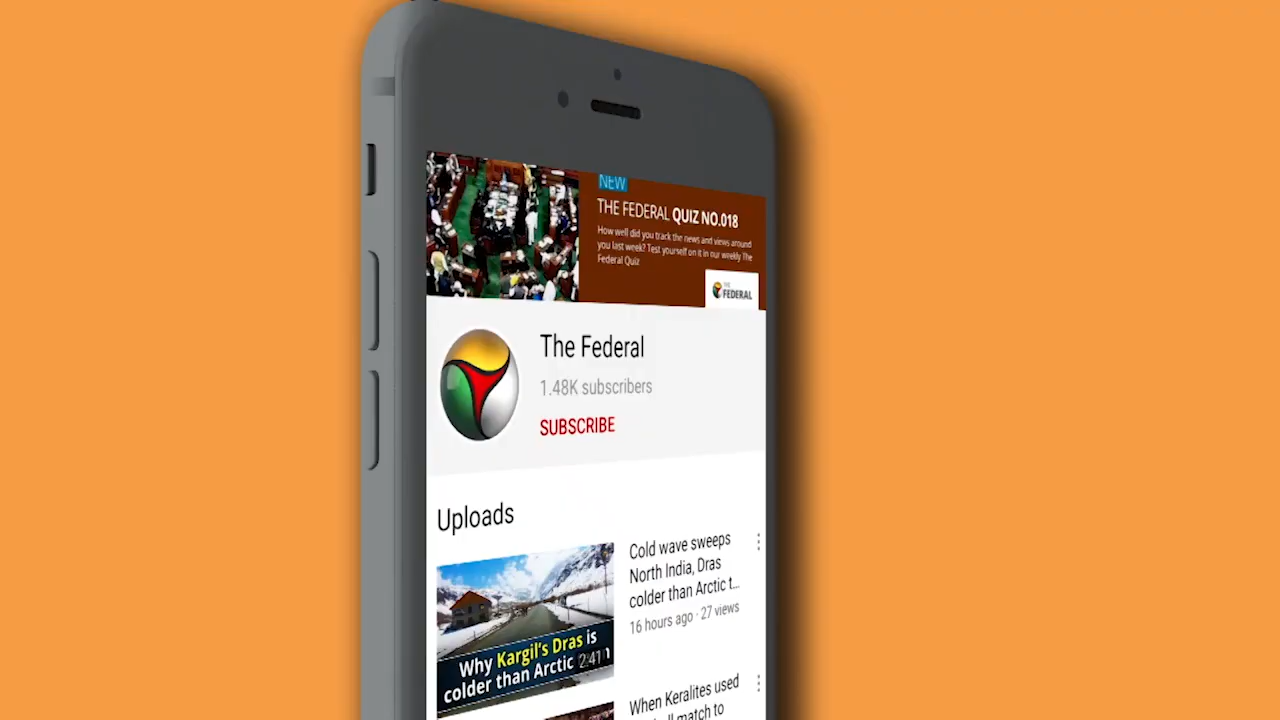 NEW
THE FEDERAL QUIZ NO.018
How well did you track the news and views around
you last week? Test yourself on it in our weekly The
Federal Quiz
THE
FEDERAL
The Federal
1.48K subscribers
SUBSCRIBE
Uploads
Why Kargil's Dras is
colder than Arctic
2:41
Cold wave sweeps
North India, Dras
colder than Arctic t...
16 hours ago · 27 views
When Keralites used
match to